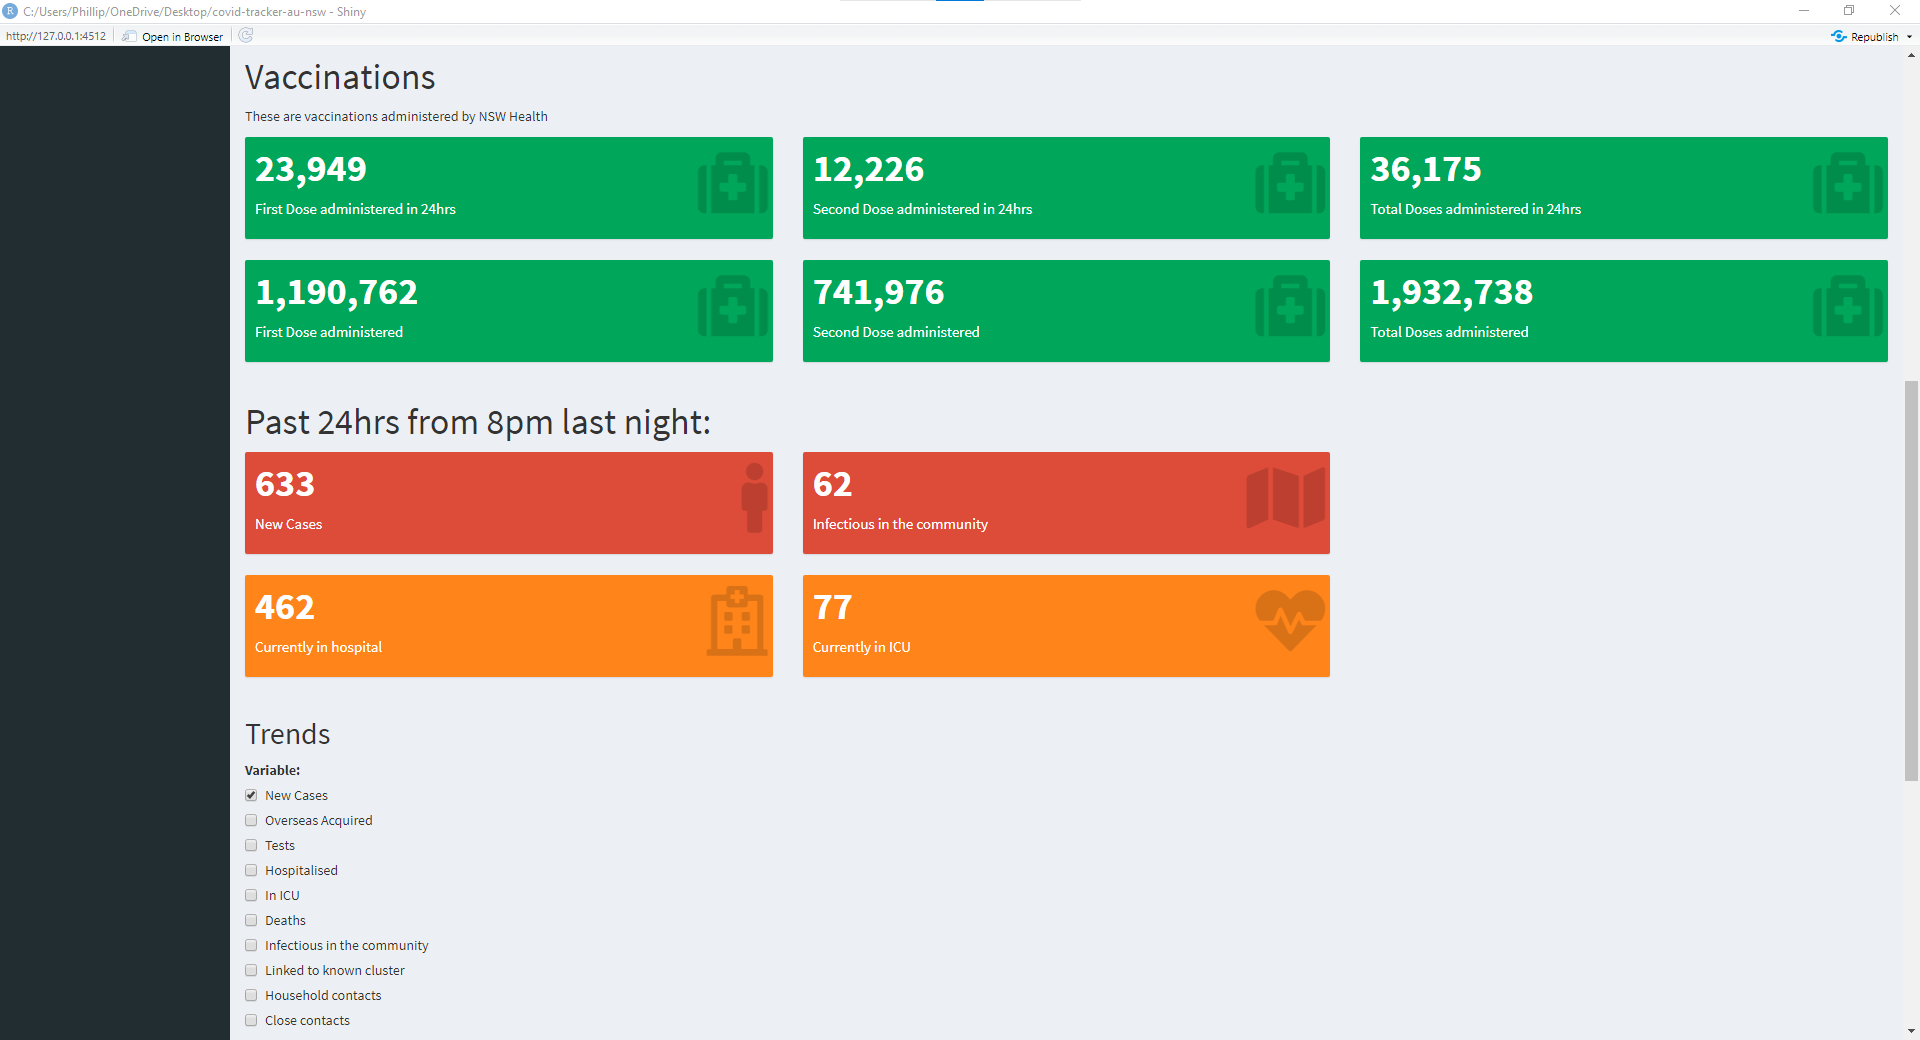 R C:/Users/Phillip/OneDrive/Desktop/covid-tracker-au-nsw - Shiny
http://127.0.0.1:4512 Open in Browser Republish
Vaccinations
These are vaccinations administered by NSW Health
23,949 12,226 36,175
First Dose administered in 24hrs Second Dose administered in 24hrs Total Doses administered in 24hrs
1,190,762 741,976 1,932,738
First Dose administered Second Dose administered Total Doses administered
Past 24hrs from 8pm last night:
633 62
New Cases Infectious in the community
462 77
Currently in hospital Currently in ICU
Trends
Variable:
New Cases
Overseas Acquired
Tests
Hospitalised
In ICU
Deaths
Infectious in the community
Linked to known cluster
Household contacts
Close contacts